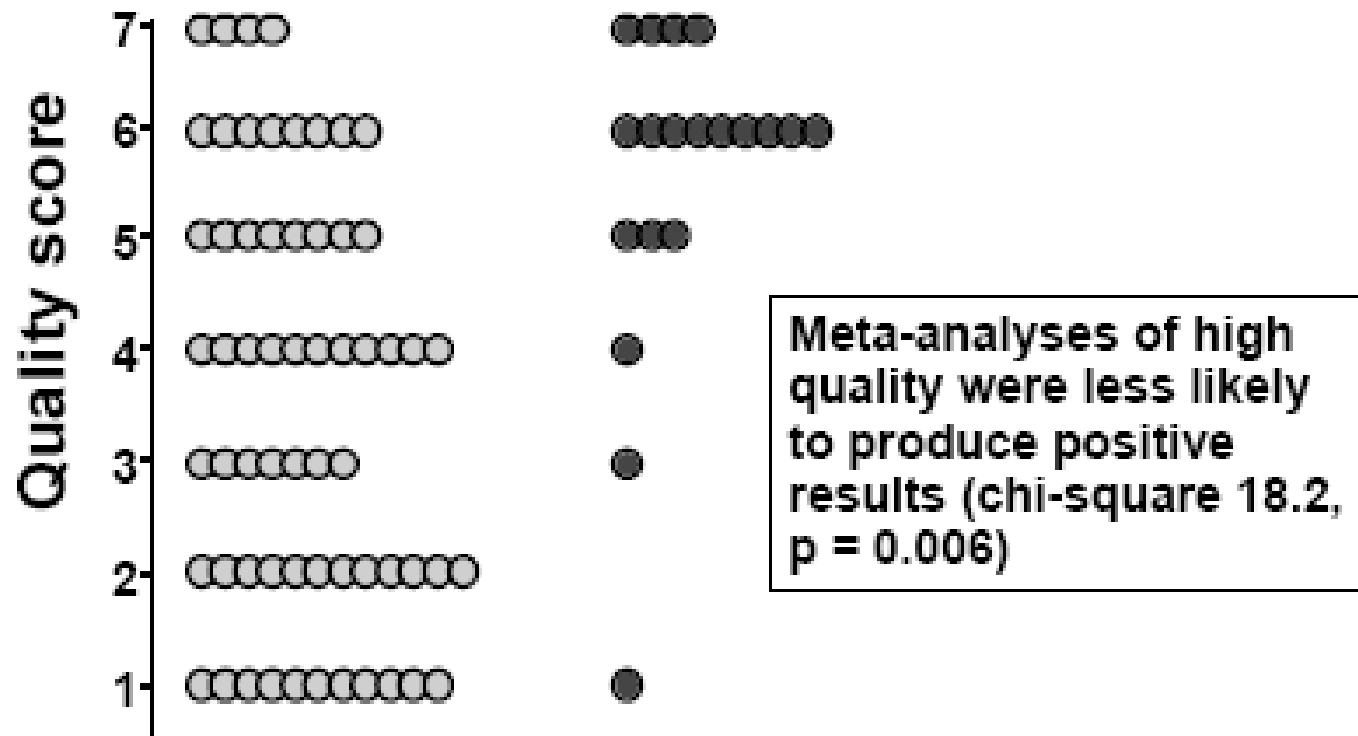 Quality score
7
6
5
4
3
2
1
Meta-analyses of high
quality were less likely
to produce positive
results (chi-square 18.2,
p = 0.006)